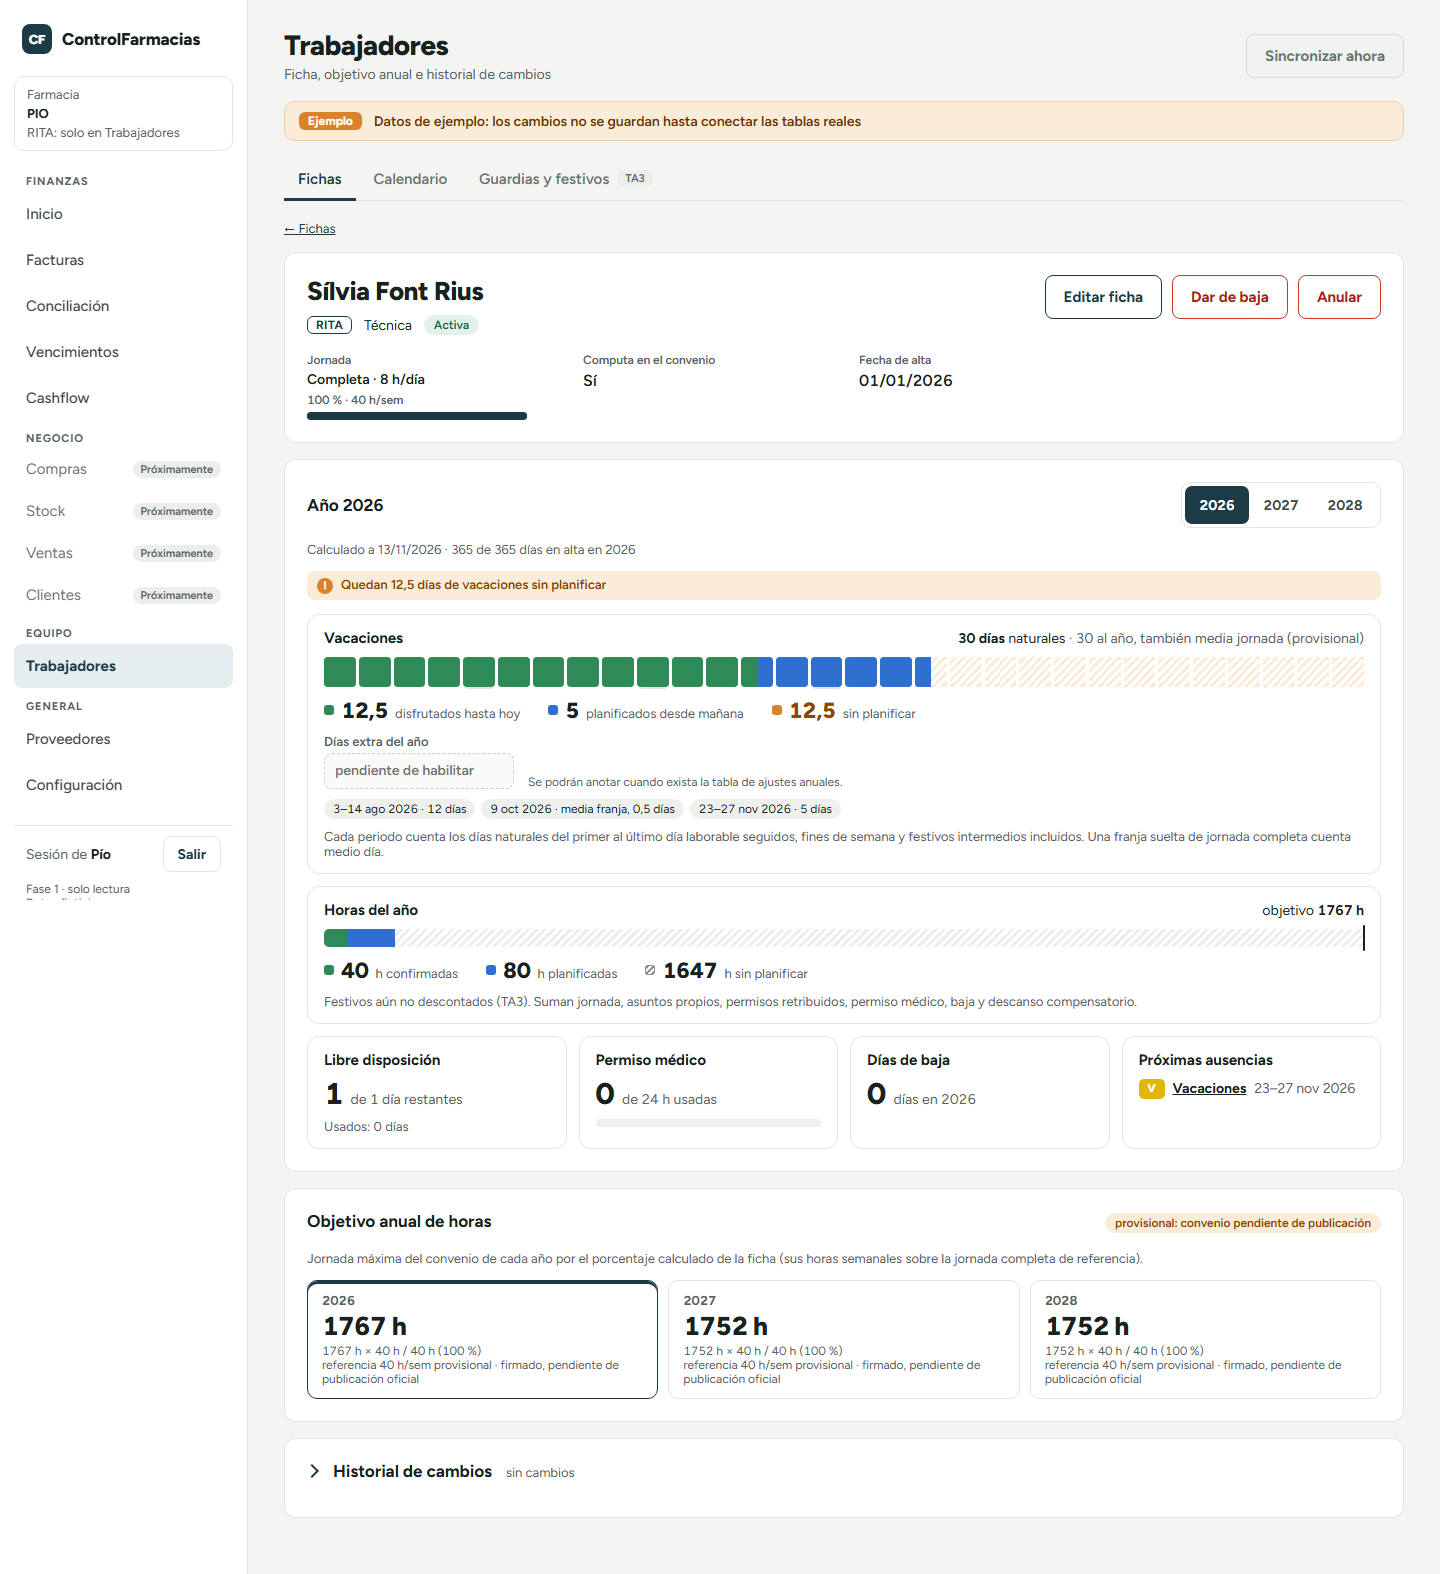 CF ControlFarmacias
Farmacia
PIO
RITA: solo en Trabajadores
FINANZAS
Inicio
Facturas
Conciliación
Vencimientos
Cashflow
NEGOCIO
Compras Próximamente
Stock Próximamente
Ventas Próximamente
Clientes Próximamente
EQUIPO
Trabajadores
GENERAL
Proveedores
Configuración
Sesión de Pío Salir
Fase 1 · solo lectura
Trabajadores
Ficha, objetivo anual e historial de cambios
Sincronizar ahora
Ejemplo Datos de ejemplo: los cambios no se guardan hasta conectar las tablas reales
Fichas Calendario Guardias y festivos TA3
← Fichas
Sílvia Font Rius
Editar ficha Dar de baja Anular
RITA Técnica Activa
Jornada Computa en el convenio Fecha de alta
Completa · 8 h/día Sí 01/01/2026
100 % · 40 h/sem
Año 2026 2026 2027 2028
Calculado a 13/11/2026 · 365 de 365 días en alta en 2026
! Quedan 12,5 días de vacaciones sin planificar
Vacaciones 30 días naturales · 30 al año, también media jornada (provisional)
12,5 disfrutados hasta hoy 5 planificados desde mañana 12,5 sin planificar
Días extra del año
pendiente de habilitar Se podrán anotar cuando exista la tabla de ajustes anuales.
3–14 ago 2026 · 12 días 9 oct 2026 · media franja, 0,5 días 23–27 nov 2026 · 5 días
Cada periodo cuenta los días naturales del primer al último día laborable seguidos, fines de semana y festivos intermedios incluidos. Una franja suelta de jornada completa cuenta
medio día.
Horas del año objetivo 1767 h
40 h confirmadas 80 h planificadas 1647 h sin planificar
Festivos aún no descontados (TA3). Suman jornada, asuntos propios, permisos retribuidos, permiso médico, baja y descanso compensatorio.
Libre disposición
1 de 1 día restantes
Usados: 0 días
Permiso médico
0 de 24 h usadas
Días de baja
0 días en 2026
Próximas ausencias
V Vacaciones 23–27 nov 2026
Objetivo anual de horas provisional: convenio pendiente de publicación
Jornada máxima del convenio de cada año por el porcentaje calculado de la ficha (sus horas semanales sobre la jornada completa de referencia).
2026
1767 h
1767 h × 40 h / 40 h (100 %)
referencia 40 h/sem provisional · firmado, pendiente de
publicación oficial
2027
1752 h
1752 h × 40 h / 40 h (100 %)
referencia 40 h/sem provisional · firmado, pendiente de
publicación oficial
2028
1752 h
1752 h × 40 h / 40 h (100 %)
referencia 40 h/sem provisional · firmado, pendiente de
publicación oficial
Historial de cambios sin cambios